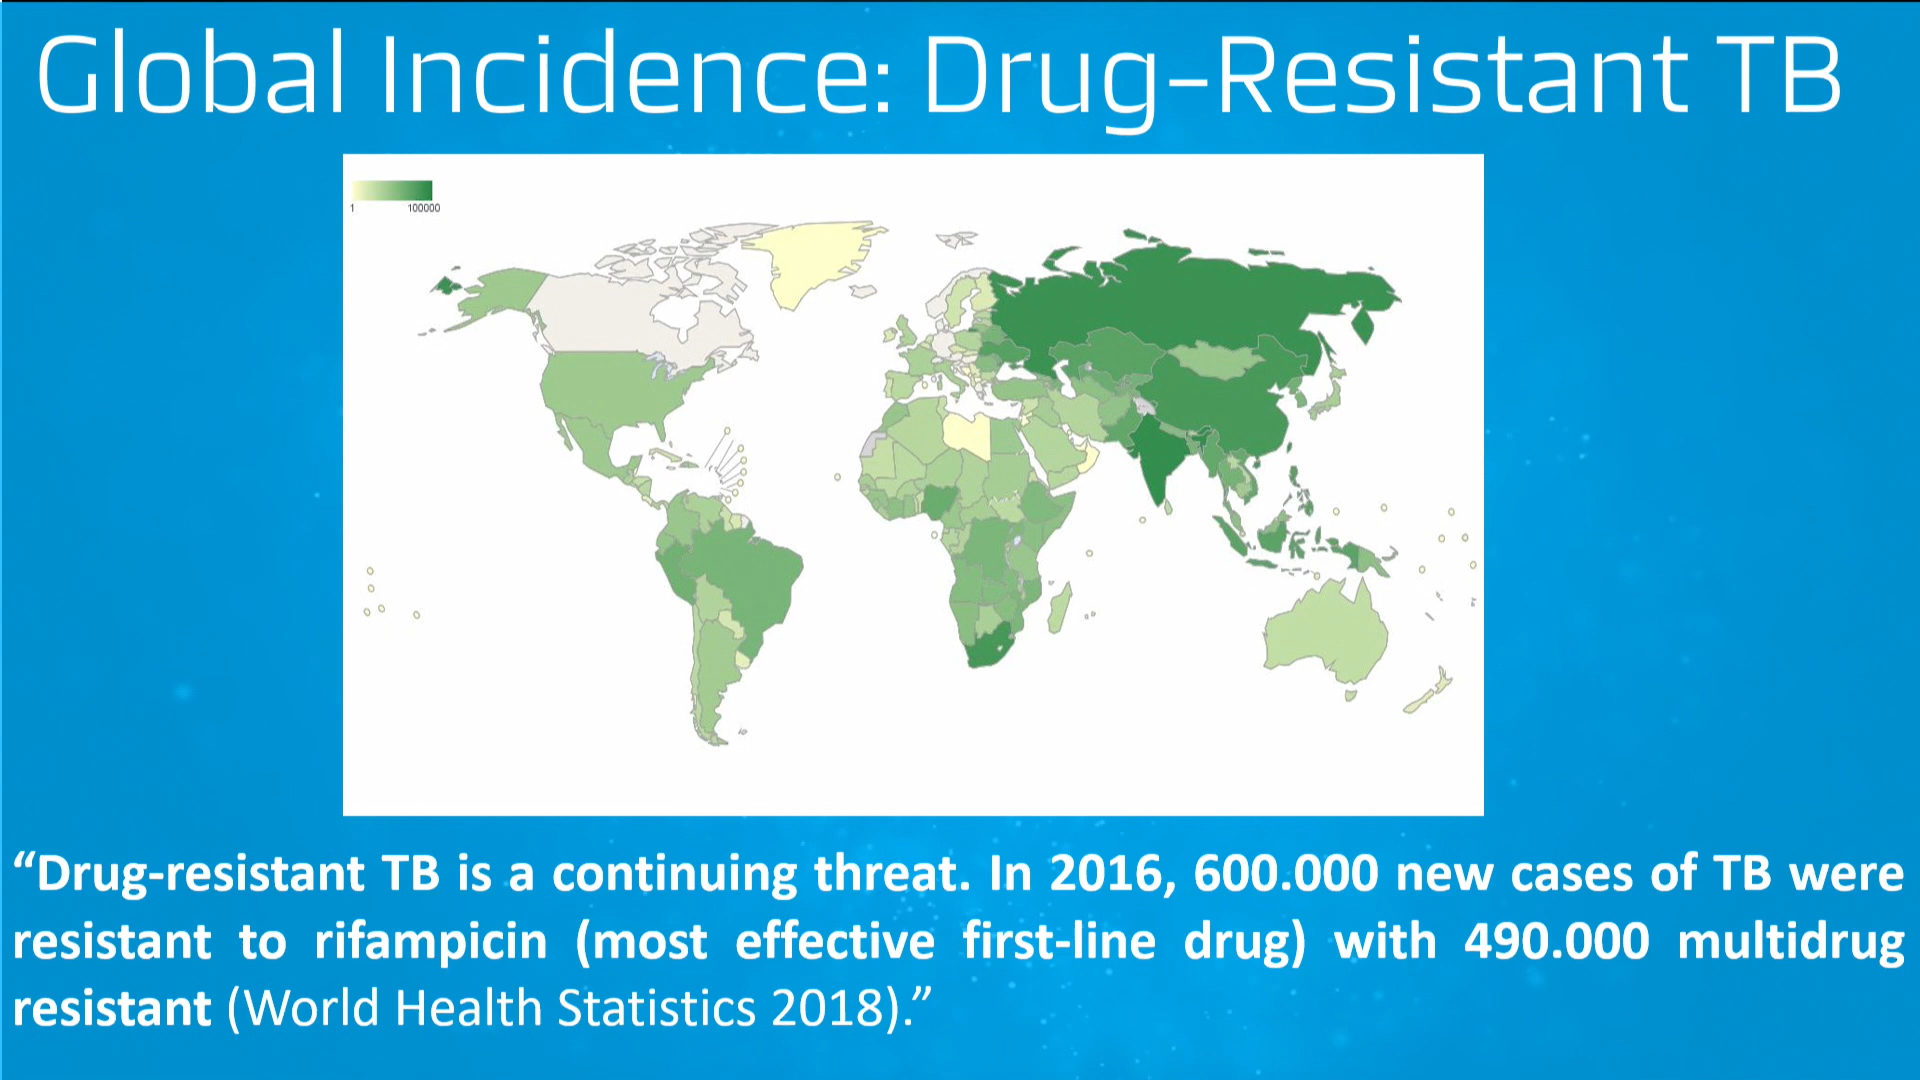 Global Incidence: Drug-Resistant TB
1 100000
“Drug-resistant TB is a continuing threat. In 2016, 600.000 new cases of TB were
resistant to rifampicin (most effective first-line drug) with 490.000 multidrug
resistant (World Health Statistics 2018).”